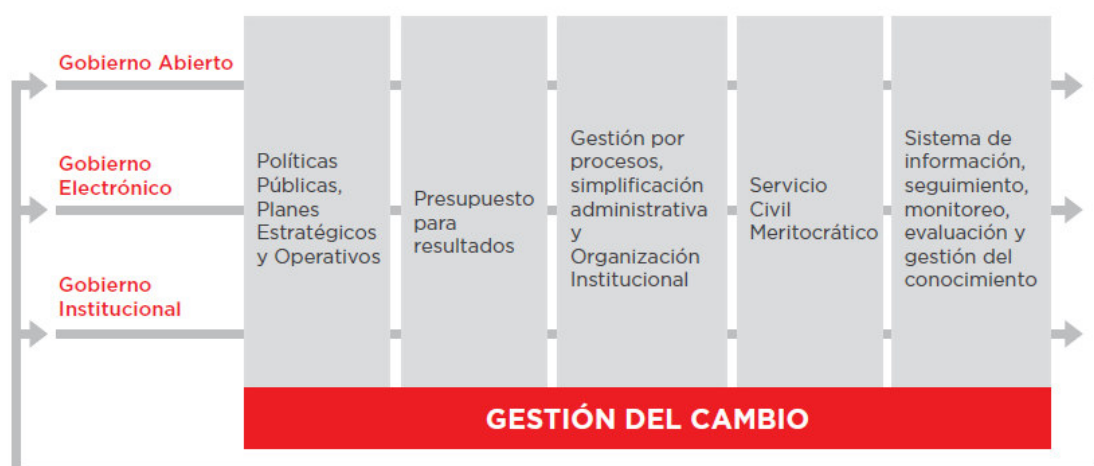 Gobierno Abierto
Gobierno
Electrónico
Gobierno
Institucional
Políticas
Públicas,
Planes
Estratégicos
y Operativos
Presupuesto
para
resultados
Gestión por
procesos,
simplificación
administrativa
y
Organización
Institucional
Servicio
Civil
Meritocrático
Sistema de
información,
seguimiento,
monitoreo,
evaluación y
gestión del
conocimiento
GESTIÓN DEL CAMBIO